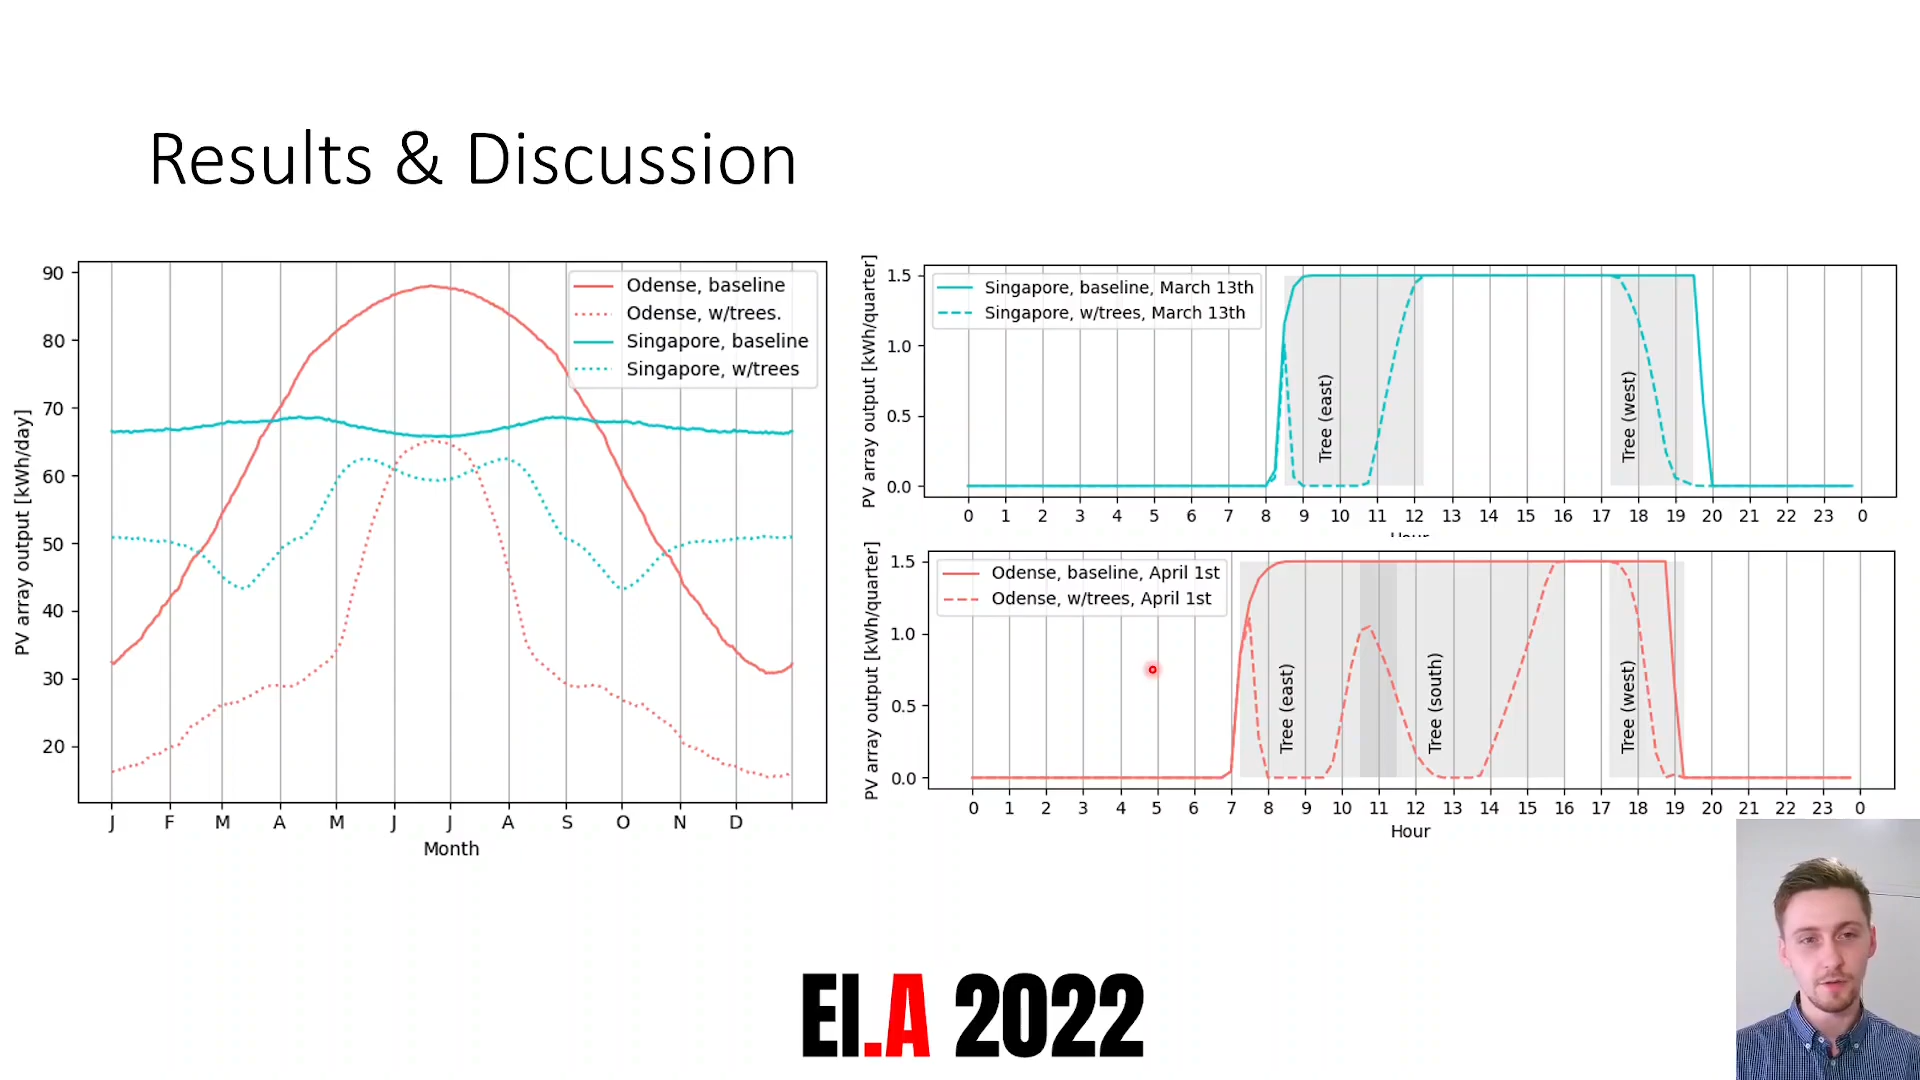 Results & Discussion
PV array output [kWh/day]
90
80
70
60
50
40
30
20
Odense, baseline
Odense, w/trees.
Singapore, baseline
Singapore, w/trees
J F M A M J J A S O N D
Month
PV array output [kWh/quarter]
1.5
1.0
0.5
0.0
Singapore, baseline, March 13th
Singapore, w/trees, March 13th
Tree (east)
Tree (west)
0 1 2 3 4 5 6 7 8 9 10 11 12 13 14 15 16 17 18 19 20 21 22 23 0
Hour
PV array output [kWh/quarter]
1.5
1.0
0.5
0.0
Odense, baseline, April 1st
Odense, w/trees, April 1st
Tree (east)
Tree (south)
Tree (west)
0 1 2 3 4 5 6 7 8 9 10 11 12 13 14 15 16 17 18 19 20 21 22 23 0
Hour
EI.A 2022